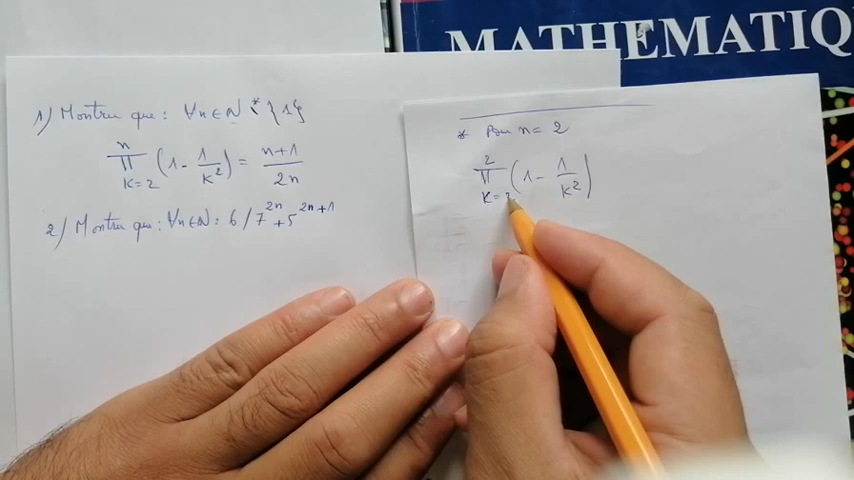 MATHEMATIQ
1) Montrer que : ∀n∈ℕ*\{1}
n
∏ (1 - 1/k²) = (n+1)/2n
K=2
2) Montrer que : ∀n∈ℕ : 6/7^2n + 5^2n+1
* Pour n = 2
2
∏ (1 - 1/k²)
K=2